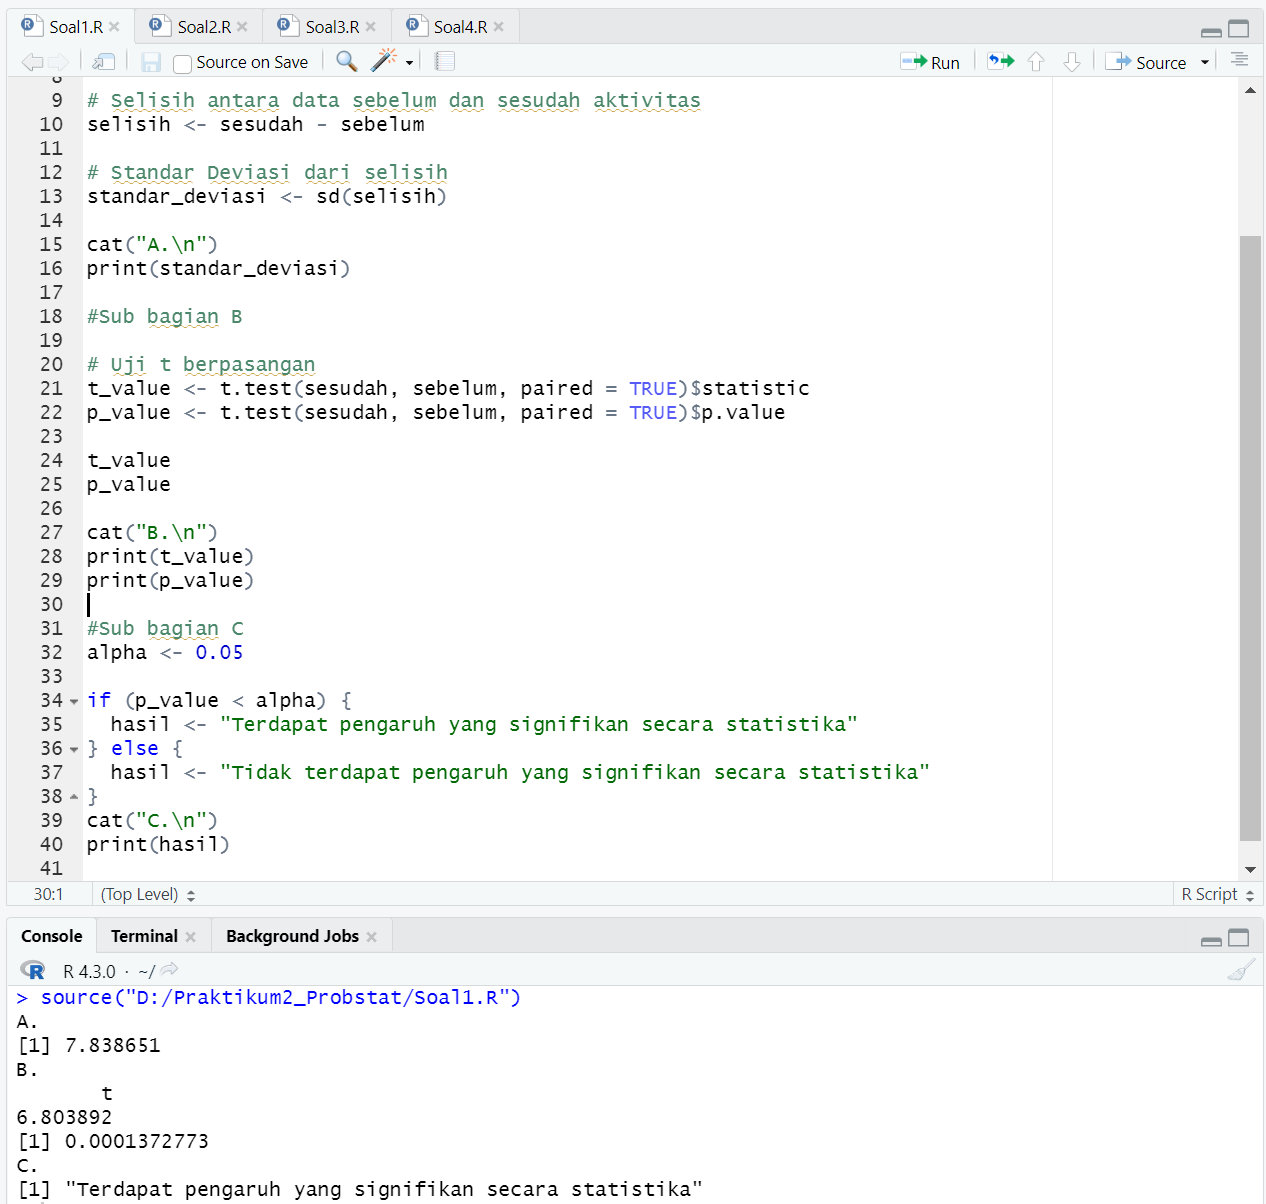 Soal1.R Soal2.R Soal3.R Soal4.R
Source on Save Run Source
9 # Selisih antara data sebelum dan sesudah aktivitas
10 selisih <- sesudah - sebelum
11
12 # Standar Deviasi dari selisih
13 standar_deviasi <- sd(selisih)
14
15 cat("A.\n")
16 print(standar_deviasi)
17
18 #Sub bagian B
19
20 # Uji t berpasangan
21 t_value <- t.test(sesudah, sebelum, paired = TRUE)$statistic
22 p_value <- t.test(sesudah, sebelum, paired = TRUE)$p.value
23
24 t_value
25 p_value
26
27 cat("B.\n")
28 print(t_value)
29 print(p_value)
30
31 #Sub bagian C
32 alpha <- 0.05
33
34 if (p_value < alpha) {
35   hasil <- "Terdapat pengaruh yang signifikan secara statistika"
36 } else {
37   hasil <- "Tidak terdapat pengaruh yang signifikan secara statistika"
38 }
39 cat("C.\n")
40 print(hasil)
41
30:1 (Top Level) R Script
Console Terminal Background Jobs
R 4.3.0 · ~/
> source("D:/Praktikum2_Probstat/Soal1.R")
A.
[1] 7.838651
B.
       t
6.803892
[1] 0.0001372773
C.
[1] "Terdapat pengaruh yang signifikan secara statistika"